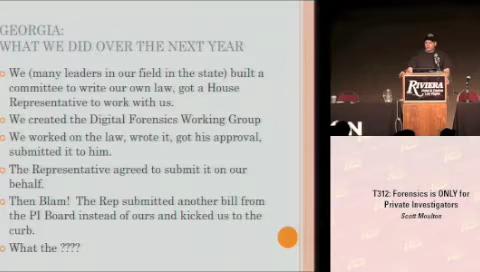 GEORGIA:
WHAT WE DID OVER THE NEXT YEAR
We (many leaders in our field in the state) built a
committee to write our own law, got a House
Representative to work with us.
We created the Digital Forensics Working Group
We worked on the law, wrote it, got his approval,
submitted it to him.
The Representative agreed to submit it on our
behalf.
Then Blam! The Rep submitted another bill from
the PI Board instead of ours and kicked us to the
curb.
What the ????
RIVIERA
ON
T312: Forensics is ONLY for
Private Investigators
Scott Moulton